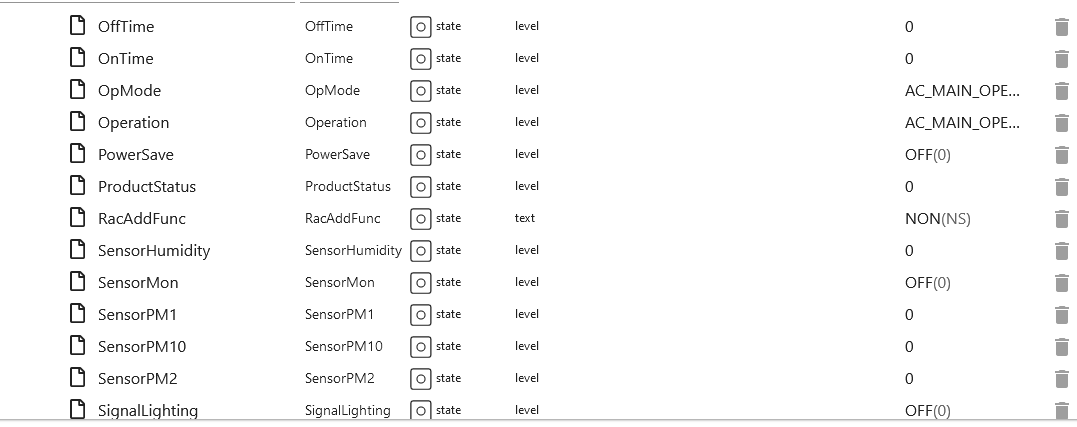 OffTime OffTime state level 0
OnTime OnTime state level 0
OpMode OpMode state level AC_MAIN_OPE...
Operation Operation state level AC_MAIN_OPE...
PowerSave PowerSave state level OFF(0)
ProductStatus ProductStatus state level 0
RacAddFunc RacAddFunc state text NON(NS)
SensorHumidity SensorHumidity state level 0
SensorMon SensorMon state level OFF(0)
SensorPM1 SensorPM1 state level 0
SensorPM10 SensorPM10 state level 0
SensorPM2 SensorPM2 state level 0
SignalLighting SignalLighting state level OFF(0)